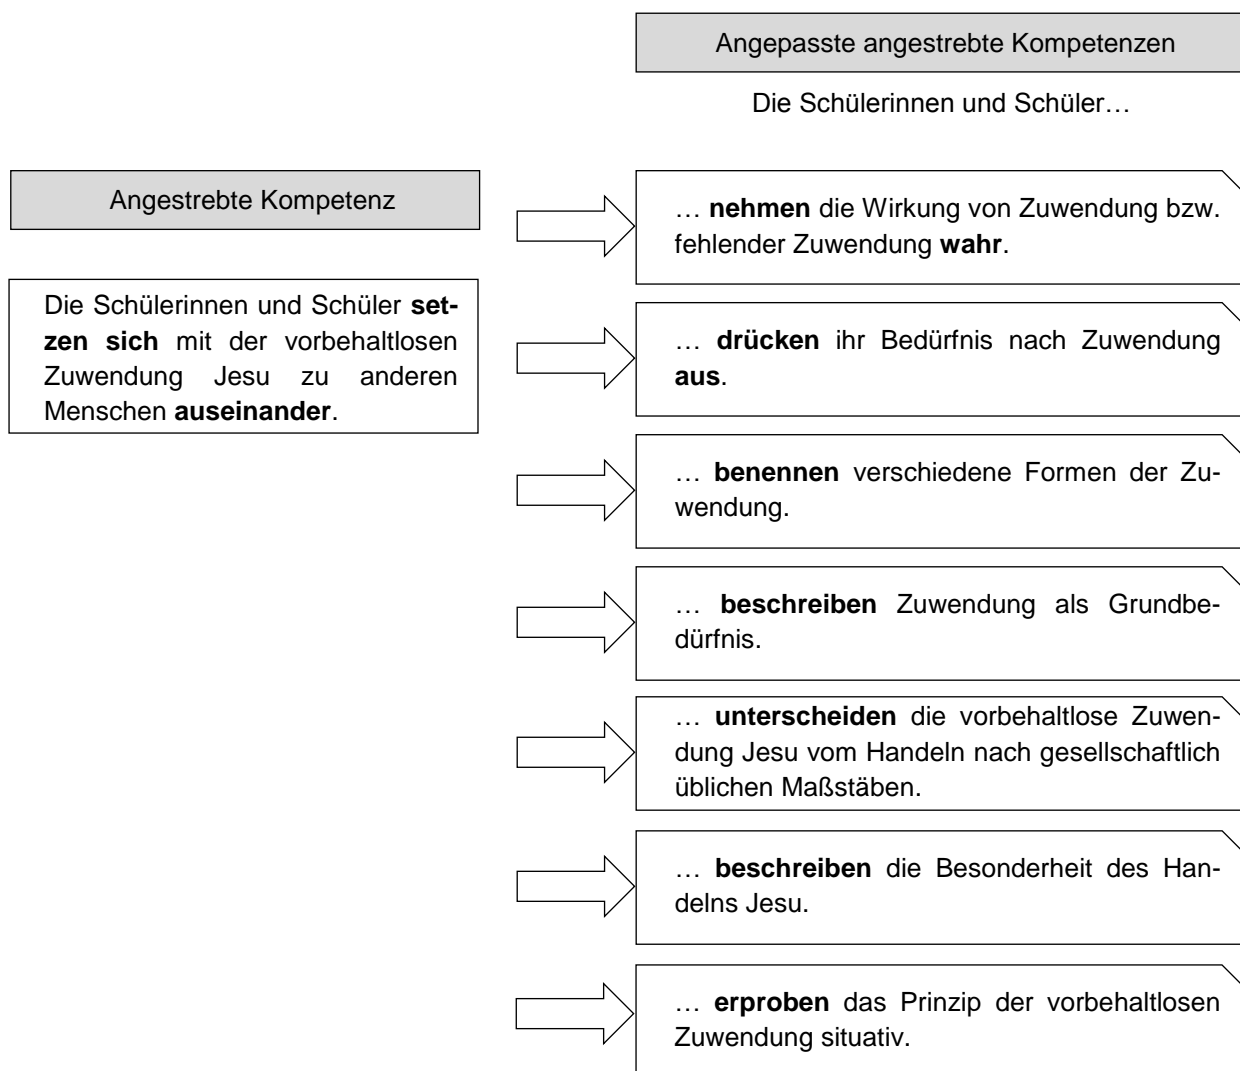 Angepasste angestrebte Kompetenzen
Die Schülerinnen und Schüler…
Angestrebte Kompetenz
Die Schülerinnen und Schüler set-
zen sich mit der vorbehaltlosen
Zuwendung Jesu zu anderen
Menschen auseinander.
… nehmen die Wirkung von Zuwendung bzw.
fehlender Zuwendung wahr.
… drücken ihr Bedürfnis nach Zuwendung
aus.
… benennen verschiedene Formen der Zu-
wendung.
… beschreiben Zuwendung als Grundbe-
dürfnis.
… unterscheiden die vorbehaltlose Zuwen-
dung Jesu vom Handeln nach gesellschaftlich
üblichen Maßstäben.
… beschreiben die Besonderheit des Han-
delns Jesu.
… erproben das Prinzip der vorbehaltlosen
Zuwendung situativ.